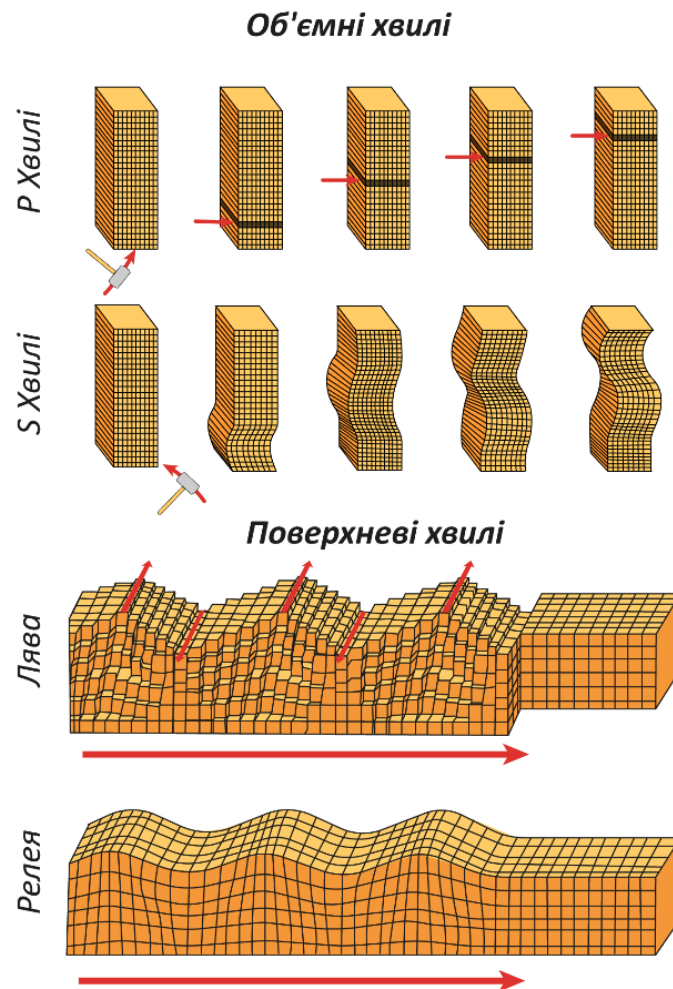 Об'ємні хвилі
P Хвилі
S Хвилі
Поверхневі хвилі
Лява
Релея